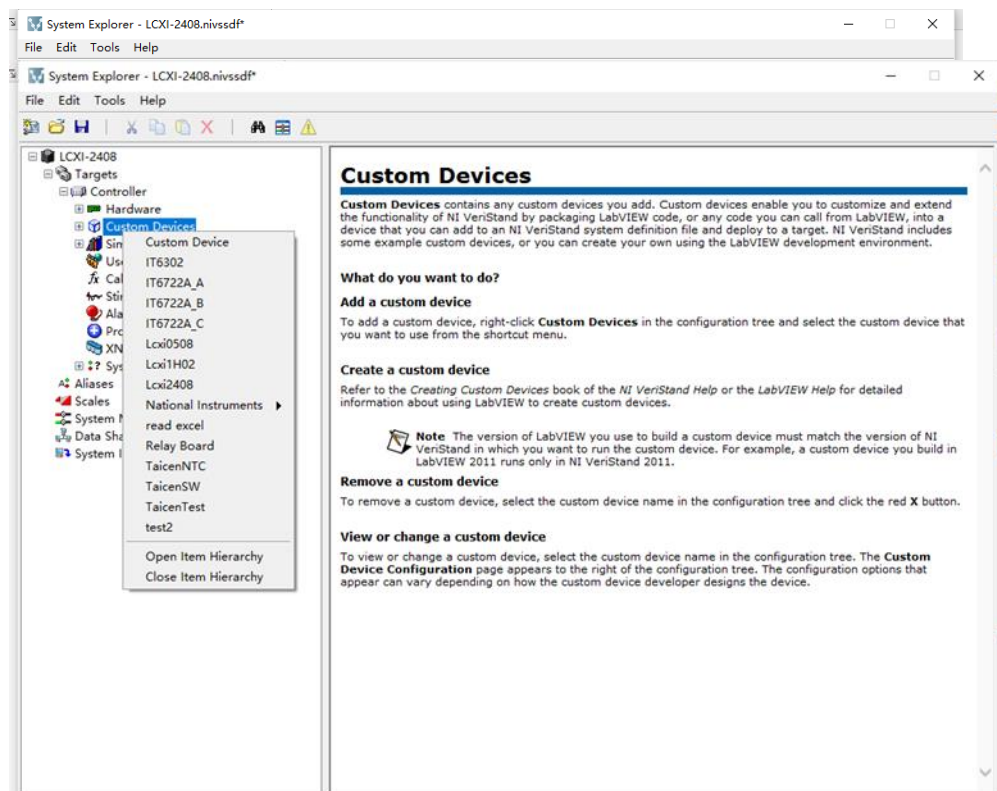 System Explorer - LCXI-2408.nivssdf*
File Edit Tools Help
System Explorer - LCXI-2408.nivssdf*
File Edit Tools Help
LCXI-2408
Targets
Controller
Hardware
Custom Devices
Sim
Use
fx Cal
Stir
Ala
Pro
XN
Sys
Aliases
Scales
System
Data Sha
System
Custom Device
IT6302
IT6722A_A
IT6722A_B
IT6722A_C
Lcxi0508
Lcxi1H02
Lcxi2408
National Instruments
read excel
Relay Board
TaicenNTC
TaicenSW
TaicenTest
test2
Open Item Hierarchy
Close Item Hierarchy
Custom Devices
Custom Devices contains any custom devices you add. Custom devices enable you to customize and extend
the functionality of NI VeriStand by packaging LabVIEW code, or any code you can call from LabVIEW, into a
device that you can add to an NI VeriStand system definition file and deploy to a target. NI VeriStand includes
some example custom devices, or you can create your own using the LabVIEW development environment.
What do you want to do?
Add a custom device
To add a custom device, right-click Custom Devices in the configuration tree and select the custom device that
you want to use from the shortcut menu.
Create a custom device
Refer to the Creating Custom Devices book of the NI VeriStand Help or the LabVIEW Help for detailed
information about using LabVIEW to create custom devices.
Note The version of LabVIEW you use to build a custom device must match the version of NI
VeriStand in which you want to run the custom device. For example, a custom device you build in
LabVIEW 2011 runs only in NI VeriStand 2011.
Remove a custom device
To remove a custom device, select the custom device name in the configuration tree and click the red X button.
View or change a custom device
To view or change a custom device, select the custom device name in the configuration tree. The Custom
Device Configuration page appears to the right of the configuration tree. The configuration options that
appear can vary depending on how the custom device developer designs the device.